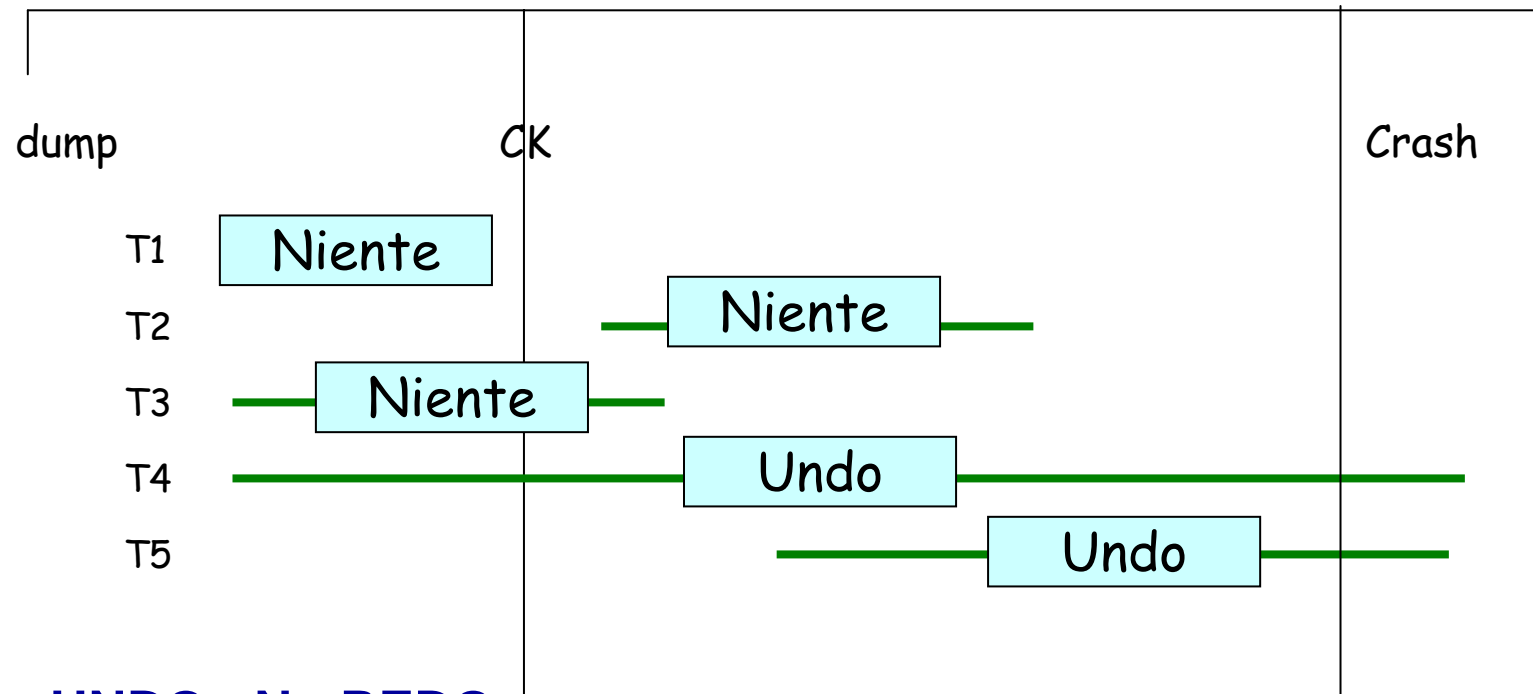 dump CK Crash
T1 Niente
T2 Niente
T3 Niente
T4 Undo
T5 Undo